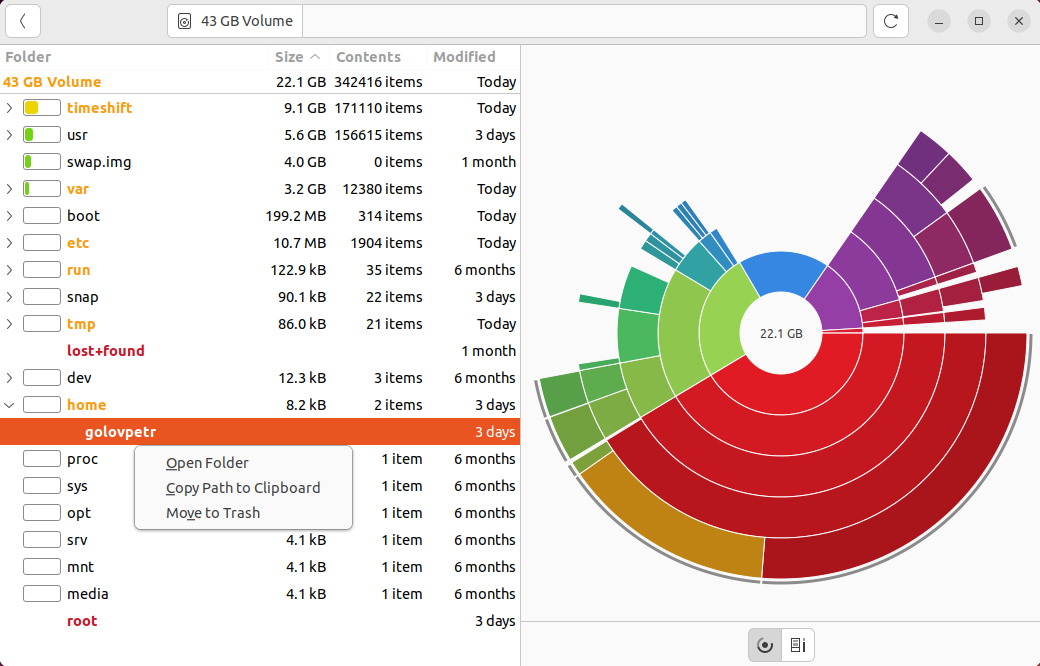 43 GB Volume
Folder Size Contents Modified
43 GB Volume 22.1 GB 342416 items Today
timeshift 9.1 GB 171110 items Today
usr 5.6 GB 156615 items 3 days
swap.img 4.0 GB 0 items 1 month
var 3.2 GB 12380 items Today
boot 199.2 MB 314 items Today
etc 10.7 MB 1904 items Today
run 122.9 kB 35 items 6 months
snap 90.1 kB 22 items 3 days
tmp 86.0 kB 21 items Today
lost+found 1 month
dev 12.3 kB 3 items 6 months
home 8.2 kB 2 items 3 days
golovpetr 3 days
proc 1 item 6 months
sys 1 item 6 months
opt 1 item 6 months
srv 4.1 kB 1 item 6 months
mnt 4.1 kB 1 item 6 months
media 4.1 kB 1 item 6 months
root 3 days
Open Folder
Copy Path to Clipboard
Move to Trash
22.1 GB